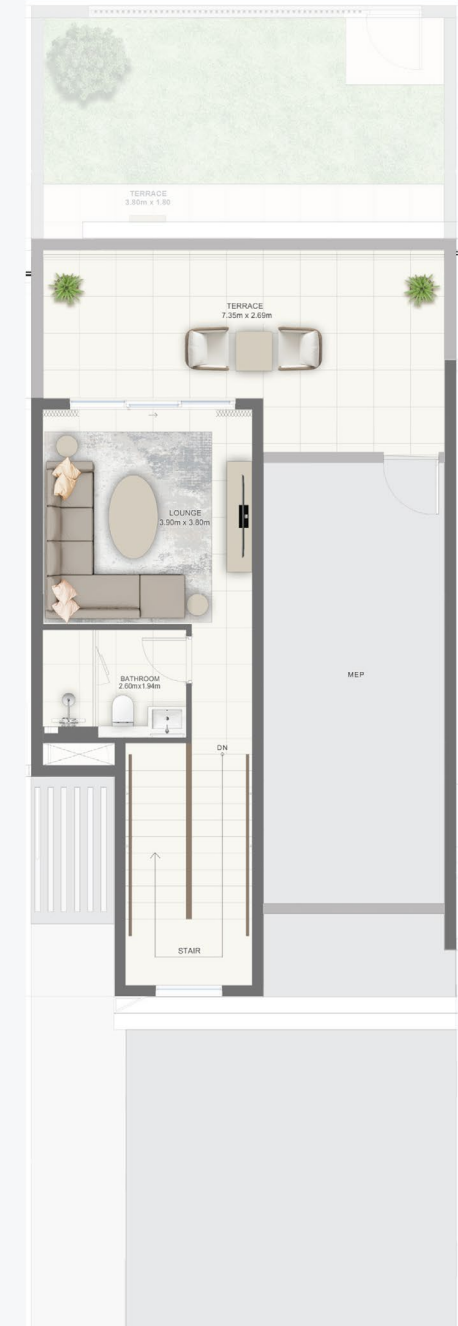 TERRACE
3.80m x 1.80
TERRACE
7.35m x 2.69m
LOUNGE
3.90m x 3.80m
BATHROOM
2.60mx1.94m
MEP
DN
STAIR